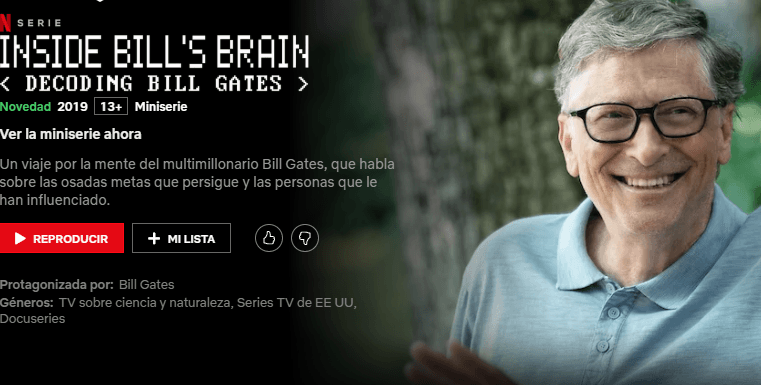 N SERIE
INSIDE BILL'S BRAIN
< DECODING BILL GATES >
Novedad 2019 13+ Miniserie
Ver la miniserie ahora
Un viaje por la mente del multimillonario Bill Gates, que habla
sobre las osadas metas que persigue y las personas que le
han influenciado.
REPRODUCIR
MI LISTA
Protagonizada por: Bill Gates
Géneros: TV sobre ciencia y naturaleza, Series TV de EE UU,
Docuseries